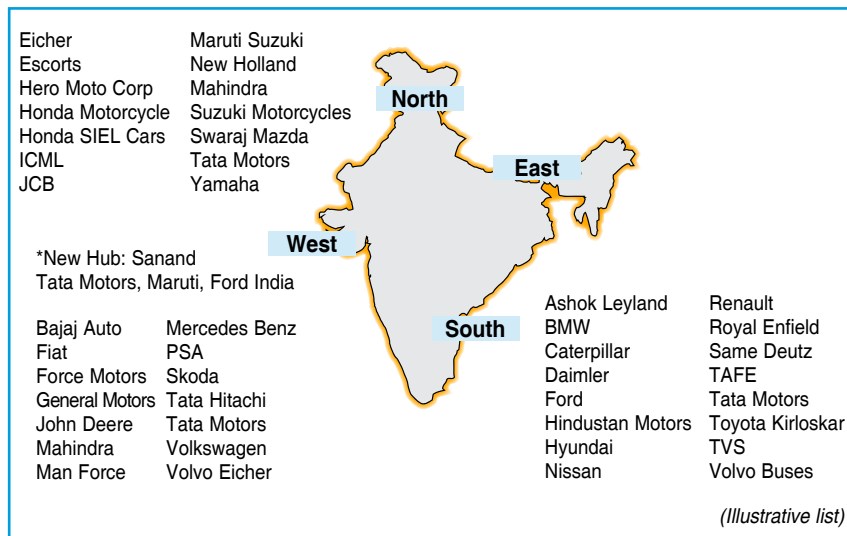 Eicher Maruti Suzuki
Escorts New Holland
Hero Moto Corp Mahindra
Honda Motorcycle Suzuki Motorcycles
Honda SIEL Cars Swaraj Mazda
ICML Tata Motors
JCB Yamaha
North
East
West
South
*New Hub: Sanand
Tata Motors, Maruti, Ford India
Bajaj Auto Mercedes Benz
Fiat PSA
Force Motors Skoda
General Motors Tata Hitachi
John Deere Tata Motors
Mahindra Volkswagen
Man Force Volvo Eicher
Ashok Leyland Renault
BMW Royal Enfield
Caterpillar Same Deutz
Daimler TAFE
Ford Tata Motors
Hindustan Motors Toyota Kirloskar
Hyundai TVS
Nissan Volvo Buses
(Illustrative list)